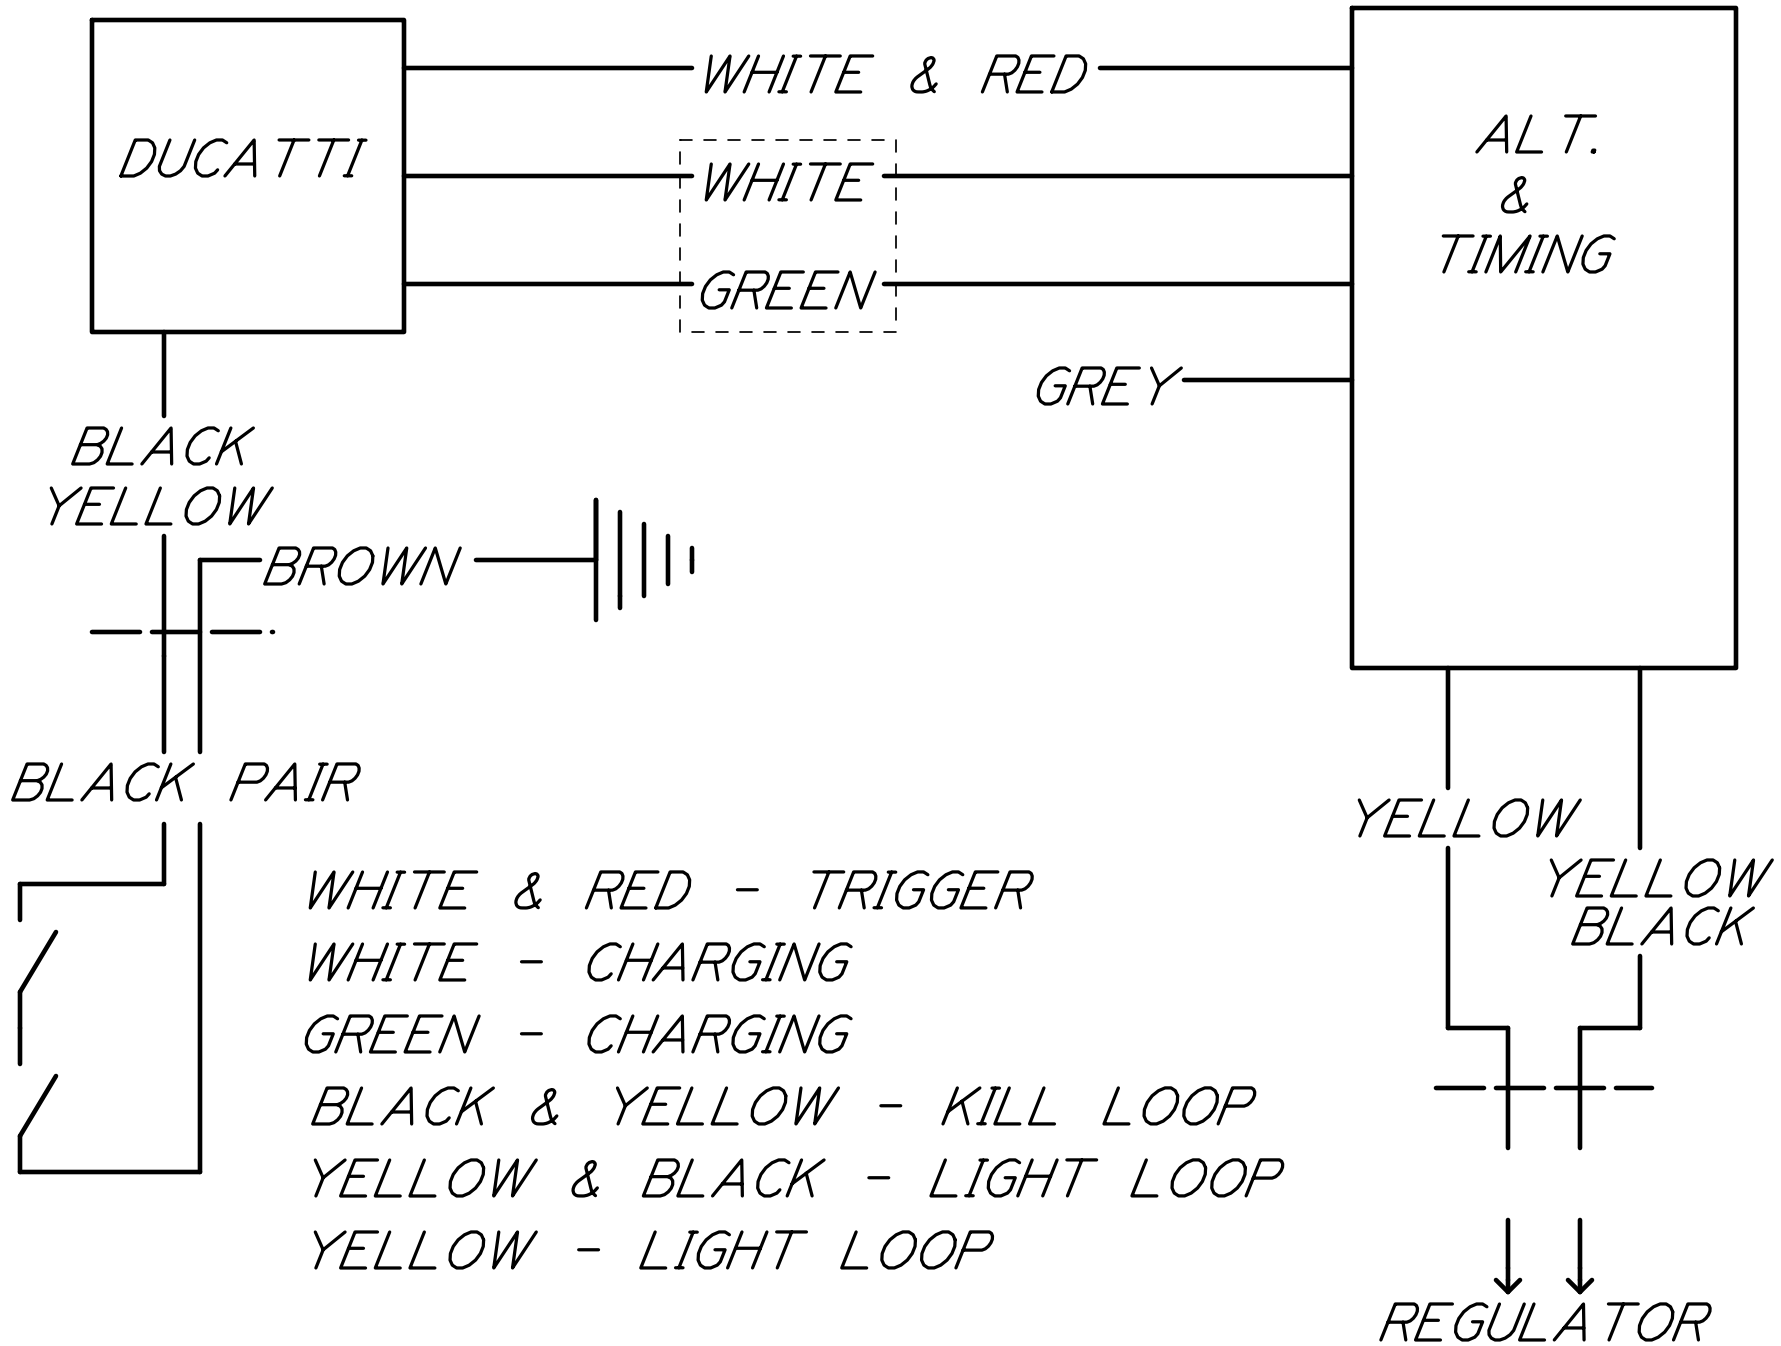 WHITE & RED
DUCATTI
WHITE
ALT.
&
TIMING
GREEN
GREY
BLACK
YELLOW
BROWN
BLACK PAIR
YELLOW
YELLOW
BLACK
WHITE & RED - TRIGGER
WHITE - CHARGING
GREEN - CHARGING
BLACK & YELLOW - KILL LOOP
YELLOW & BLACK - LIGHT LOOP
YELLOW - LIGHT LOOP
REGULATOR